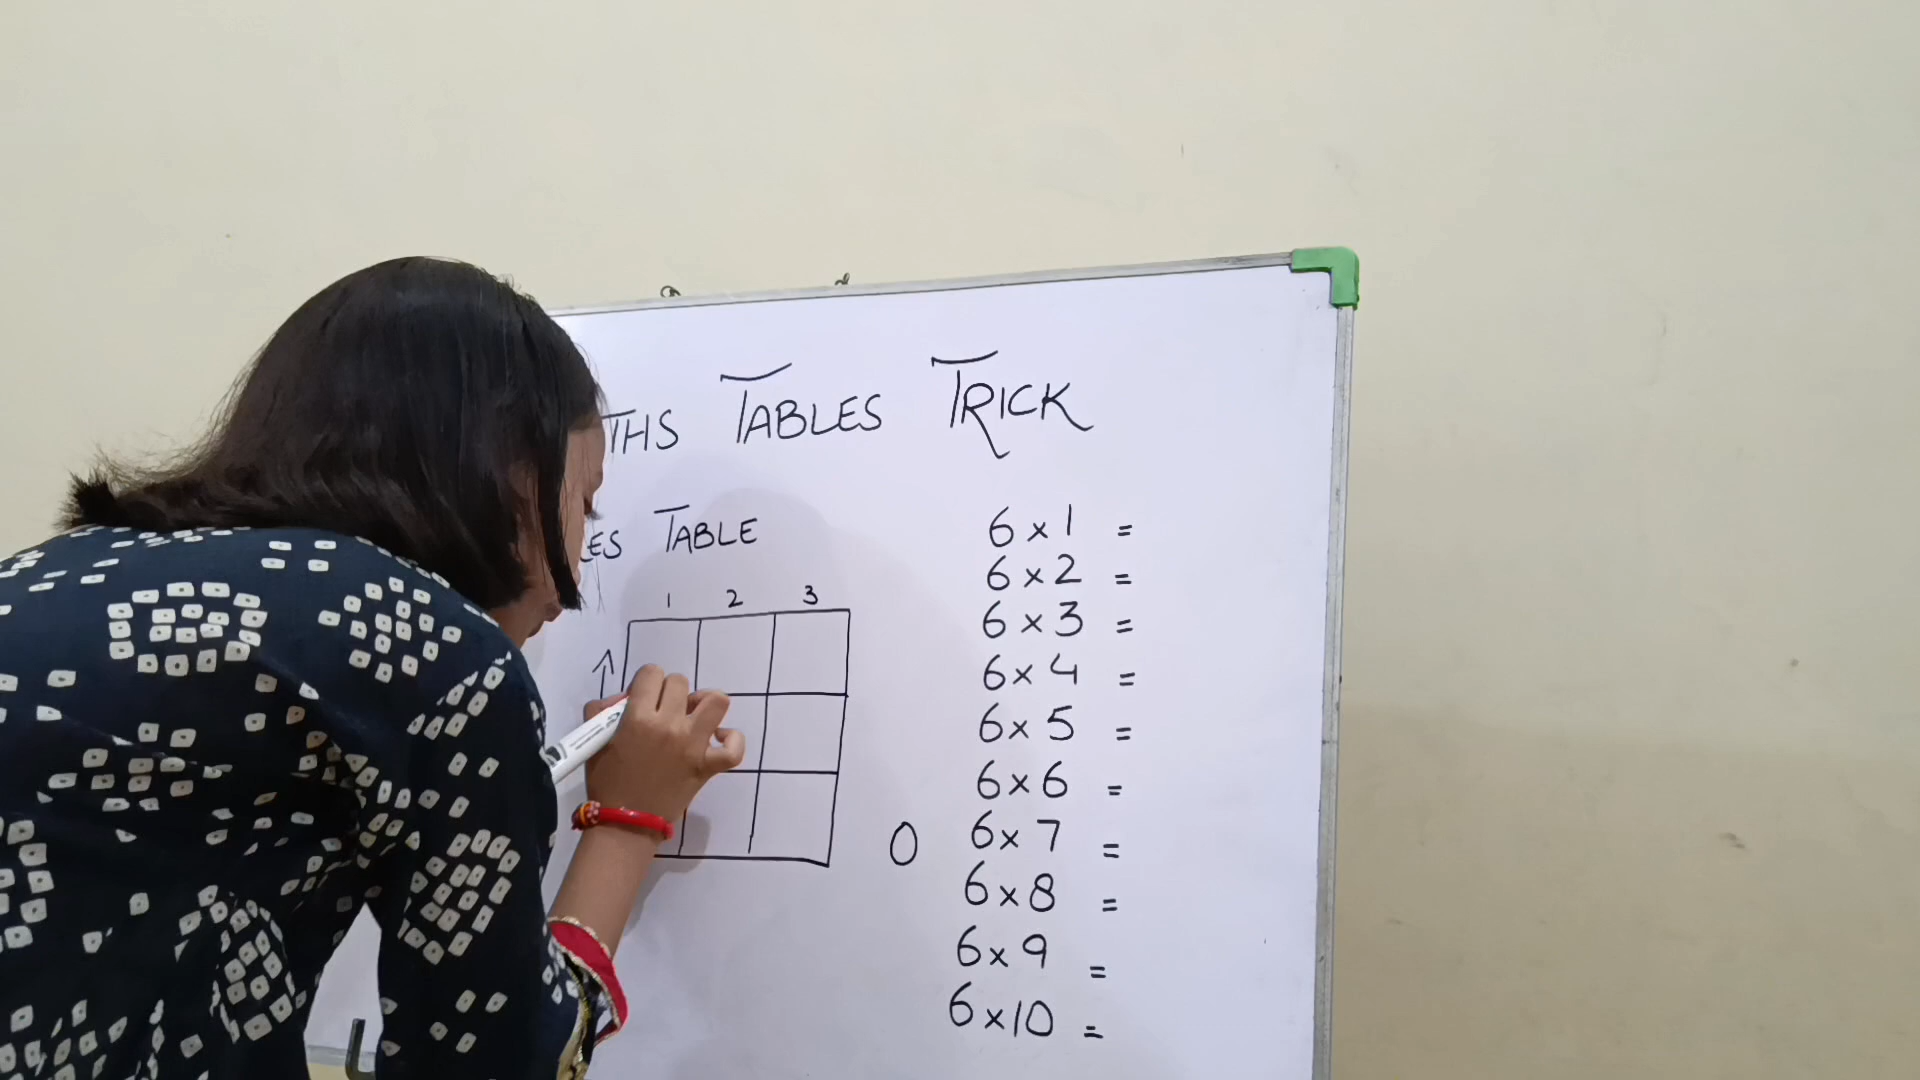 THS TABLES TRICK
ES TABLE
1 2 3
6 x 1 =
6 x 2 =
6 x 3 =
6 x 4 =
6 x 5 =
6 x 6 =
0 6 x 7 =
6 x 8 =
6 x 9 =
6 x 10 =